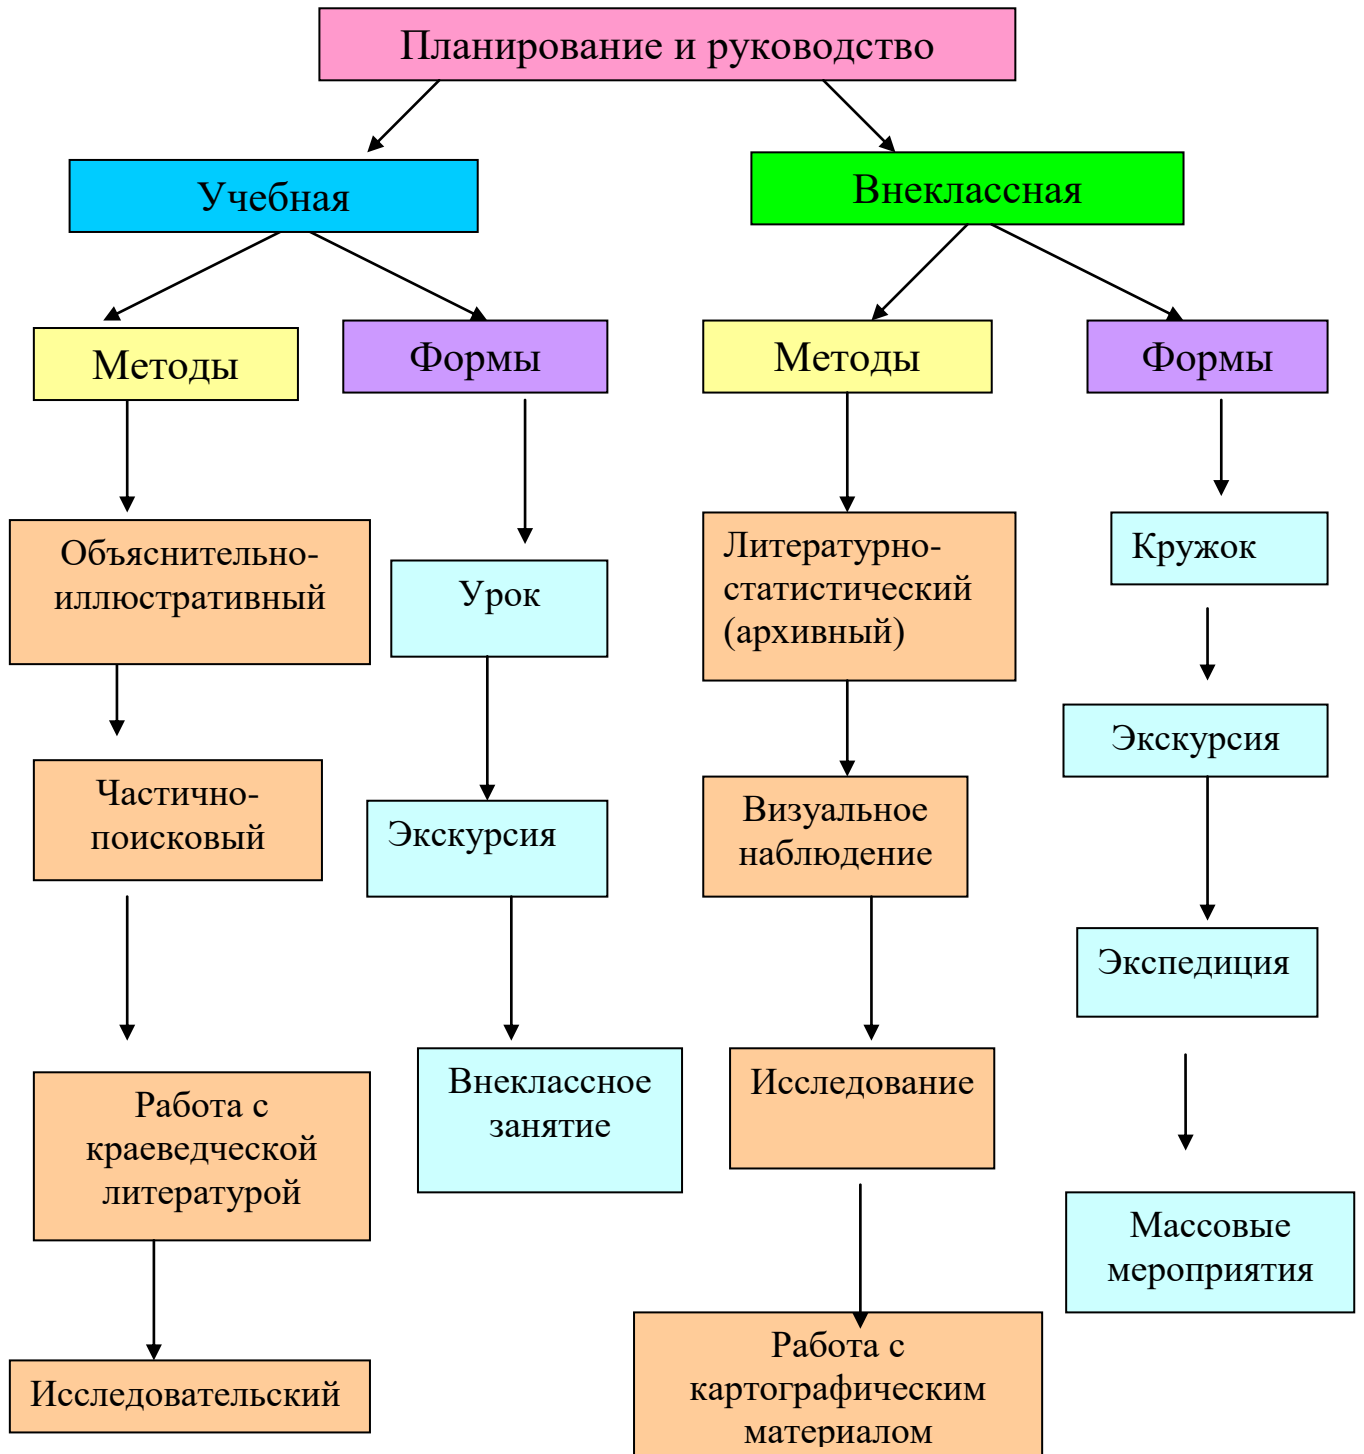 Планирование и руководство
Учебная
Внеклассная
Методы
Формы
Методы
Формы
Объяснительно-
иллюстративный
Частично-
поисковый
Работа с
краеведческой
литературой
Исследовательский
Урок
Экскурсия
Внеклассное
занятие
Литературно-
статистический
(архивный)
Визуальное
наблюдение
Исследование
Работа с
картографическим
материалом
Кружок
Экскурсия
Экспедиция
Массовые
мероприятия